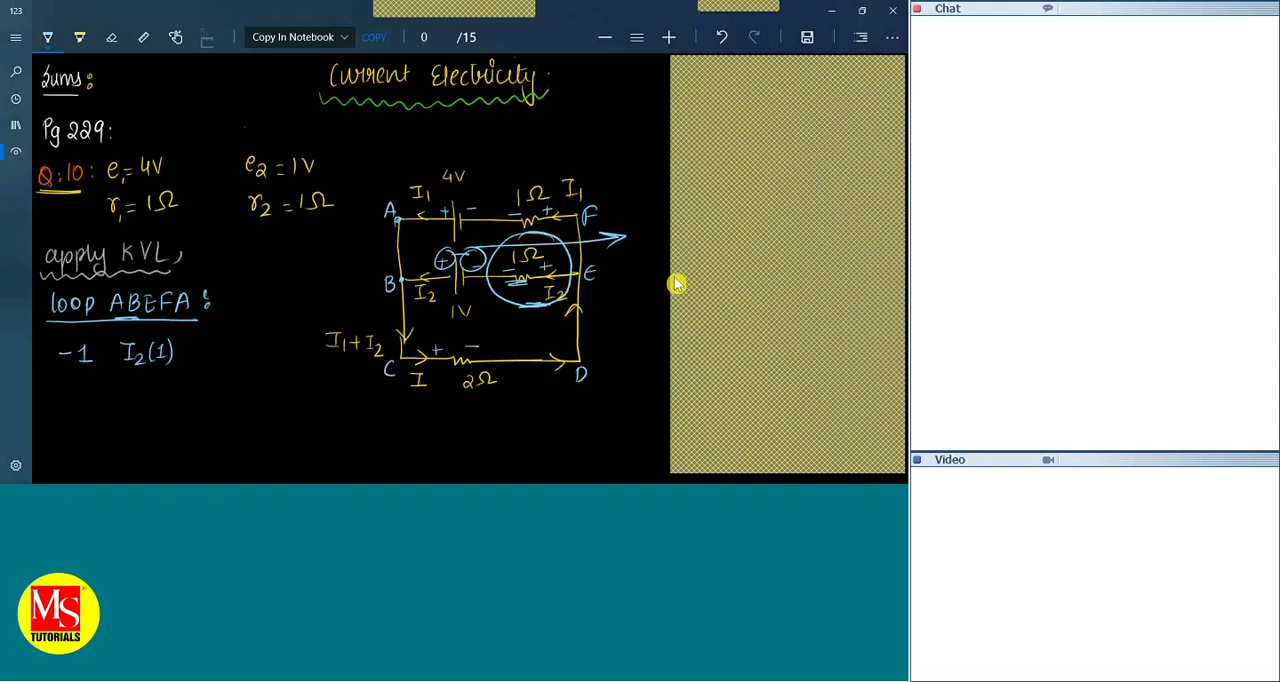 123
Chat
Copy In Notebook COPY 0 /15
Sums:
Current Electricity
Pg 229:
Q:10: e₁ = 4V e₂ = 1V
r₁ = 1Ω r₂ = 1Ω
4V
I₁ + - - 1Ω + I₁
A F
apply KVL,
+ - - 1Ω +
B I₂ I₂ E
1V
loop ABEFA:
-1 I₂(1)
I₁+I₂
+ -
C I 2Ω D
Video
MS
TUTORIALS